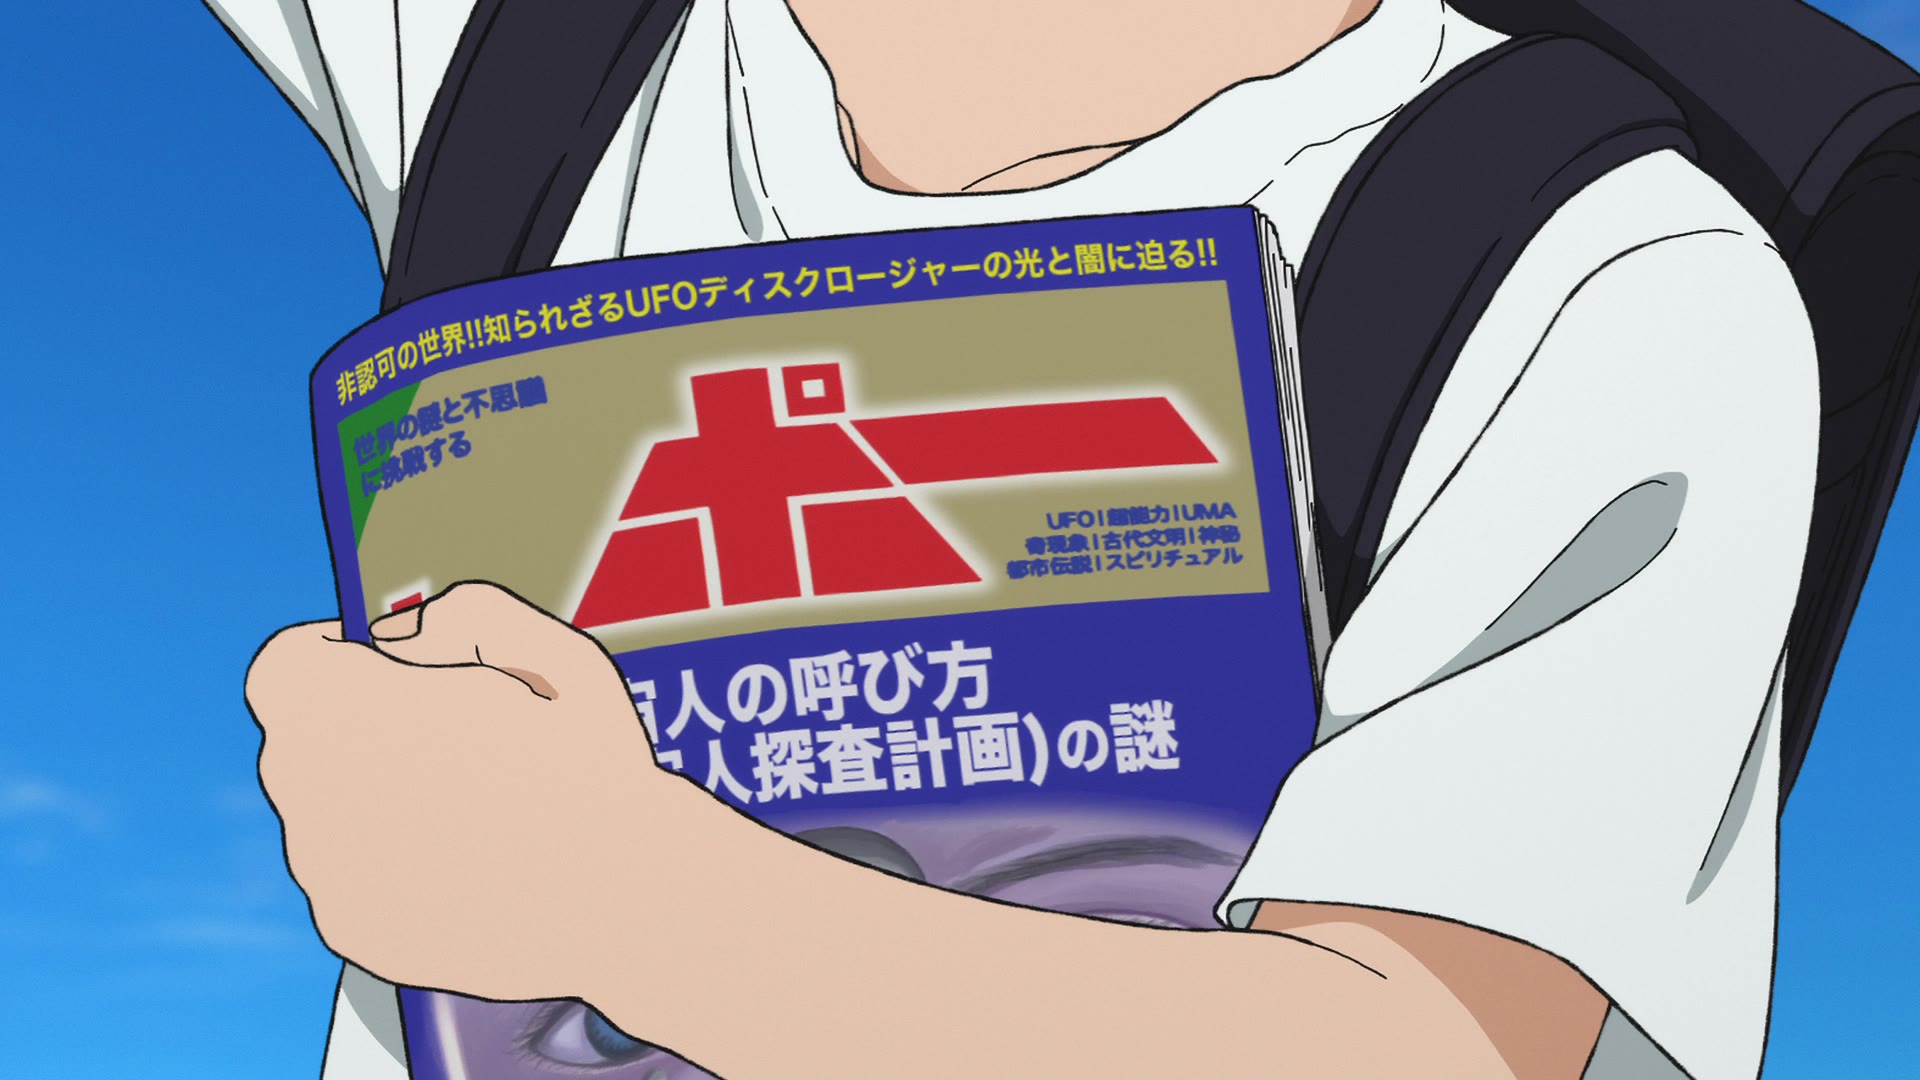 非認可の世界!!知られざるUFOディスクロージャーの光と闇に迫る!!
世界の謎と不思議
に挑戦する
ポー
UFO|超能力|UMA
奇現象|古代文明|神秘
都市伝説|スピリチュアル
人の呼び方
人探査計画)の謎